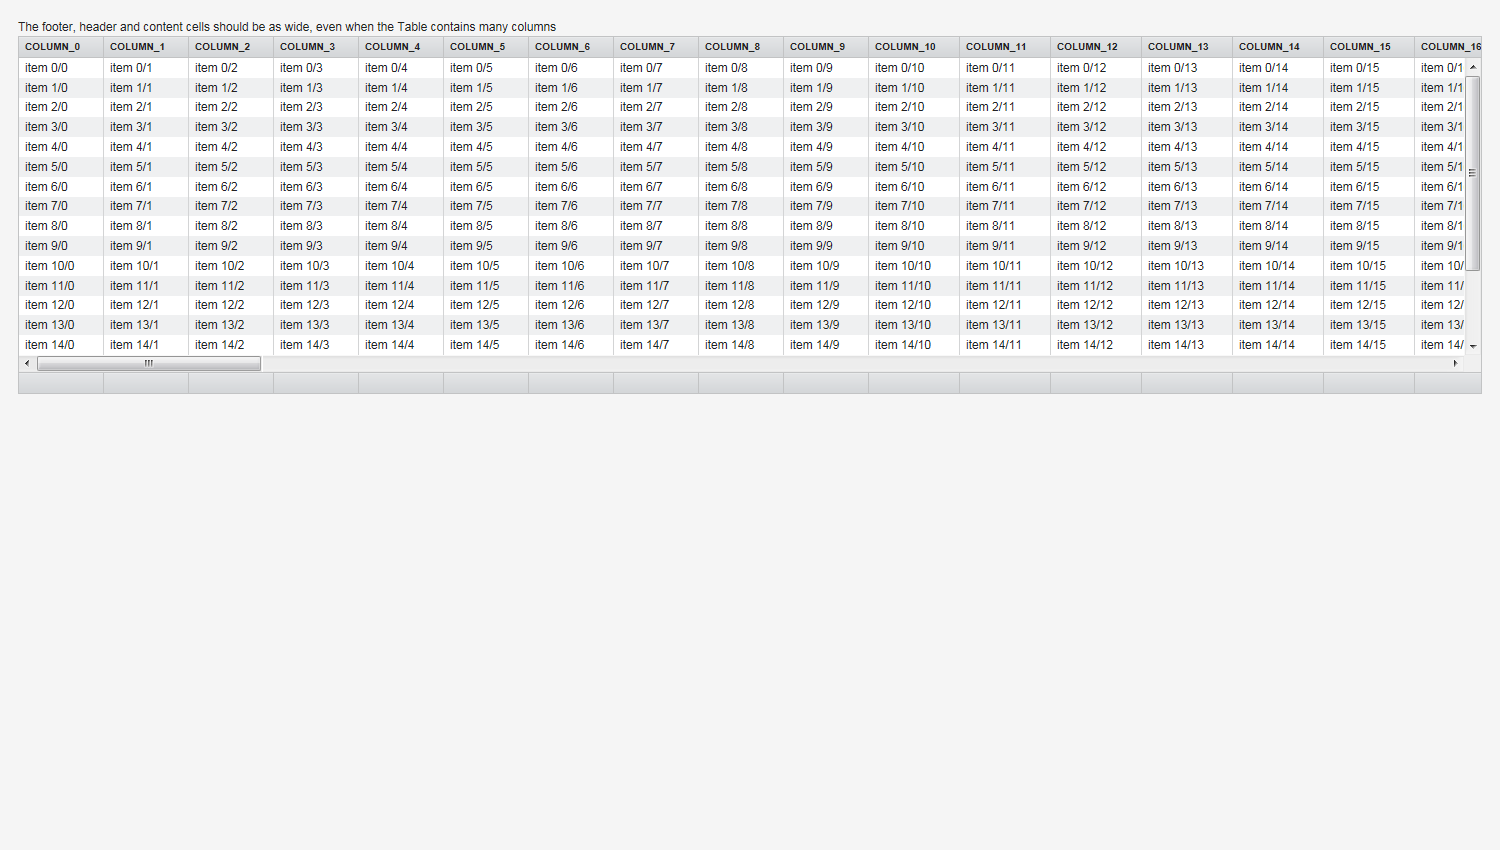 The footer, header and content cells should be as wide, even when the Table contains many columns
COLUMN_0 COLUMN_1 COLUMN_2 COLUMN_3 COLUMN_4 COLUMN_5 COLUMN_6 COLUMN_7 COLUMN_8 COLUMN_9 COLUMN_10 COLUMN_11 COLUMN_12 COLUMN_13 COLUMN_14 COLUMN_15 COLUMN_16
item 0/0 item 0/1 item 0/2 item 0/3 item 0/4 item 0/5 item 0/6 item 0/7 item 0/8 item 0/9 item 0/10 item 0/11 item 0/12 item 0/13 item 0/14 item 0/15 item 0/1
item 1/0 item 1/1 item 1/2 item 1/3 item 1/4 item 1/5 item 1/6 item 1/7 item 1/8 item 1/9 item 1/10 item 1/11 item 1/12 item 1/13 item 1/14 item 1/15 item 1/1
item 2/0 item 2/1 item 2/2 item 2/3 item 2/4 item 2/5 item 2/6 item 2/7 item 2/8 item 2/9 item 2/10 item 2/11 item 2/12 item 2/13 item 2/14 item 2/15 item 2/1
item 3/0 item 3/1 item 3/2 item 3/3 item 3/4 item 3/5 item 3/6 item 3/7 item 3/8 item 3/9 item 3/10 item 3/11 item 3/12 item 3/13 item 3/14 item 3/15 item 3/1
item 4/0 item 4/1 item 4/2 item 4/3 item 4/4 item 4/5 item 4/6 item 4/7 item 4/8 item 4/9 item 4/10 item 4/11 item 4/12 item 4/13 item 4/14 item 4/15 item 4/1
item 5/0 item 5/1 item 5/2 item 5/3 item 5/4 item 5/5 item 5/6 item 5/7 item 5/8 item 5/9 item 5/10 item 5/11 item 5/12 item 5/13 item 5/14 item 5/15 item 5/1
item 6/0 item 6/1 item 6/2 item 6/3 item 6/4 item 6/5 item 6/6 item 6/7 item 6/8 item 6/9 item 6/10 item 6/11 item 6/12 item 6/13 item 6/14 item 6/15 item 6/1
item 7/0 item 7/1 item 7/2 item 7/3 item 7/4 item 7/5 item 7/6 item 7/7 item 7/8 item 7/9 item 7/10 item 7/11 item 7/12 item 7/13 item 7/14 item 7/15 item 7/1
item 8/0 item 8/1 item 8/2 item 8/3 item 8/4 item 8/5 item 8/6 item 8/7 item 8/8 item 8/9 item 8/10 item 8/11 item 8/12 item 8/13 item 8/14 item 8/15 item 8/1
item 9/0 item 9/1 item 9/2 item 9/3 item 9/4 item 9/5 item 9/6 item 9/7 item 9/8 item 9/9 item 9/10 item 9/11 item 9/12 item 9/13 item 9/14 item 9/15 item 9/1
item 10/0 item 10/1 item 10/2 item 10/3 item 10/4 item 10/5 item 10/6 item 10/7 item 10/8 item 10/9 item 10/10 item 10/11 item 10/12 item 10/13 item 10/14 item 10/15 item 10/
item 11/0 item 11/1 item 11/2 item 11/3 item 11/4 item 11/5 item 11/6 item 11/7 item 11/8 item 11/9 item 11/10 item 11/11 item 11/12 item 11/13 item 11/14 item 11/15 item 11/
item 12/0 item 12/1 item 12/2 item 12/3 item 12/4 item 12/5 item 12/6 item 12/7 item 12/8 item 12/9 item 12/10 item 12/11 item 12/12 item 12/13 item 12/14 item 12/15 item 12/
item 13/0 item 13/1 item 13/2 item 13/3 item 13/4 item 13/5 item 13/6 item 13/7 item 13/8 item 13/9 item 13/10 item 13/11 item 13/12 item 13/13 item 13/14 item 13/15 item 13/
item 14/0 item 14/1 item 14/2 item 14/3 item 14/4 item 14/5 item 14/6 item 14/7 item 14/8 item 14/9 item 14/10 item 14/11 item 14/12 item 14/13 item 14/14 item 14/15 item 14/